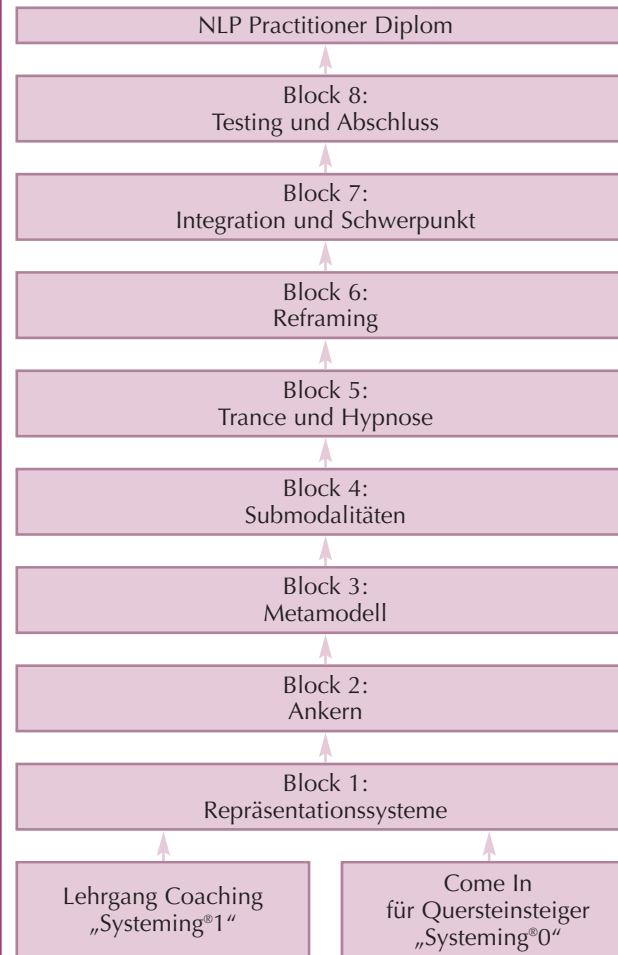 NLP Practitioner Diplom
Block 8:
Testing und Abschluss
Block 7:
Integration und Schwerpunkt
Block 6:
Reframing
Block 5:
Trance und Hypnose
Block 4:
Submodalitäten
Block 3:
Metamodell
Block 2:
Ankern
Block 1:
Repräsentationssysteme
Lehrgang Coaching
„Systeming®1“
Come In
für Quersteinsteiger
„Systeming®0“